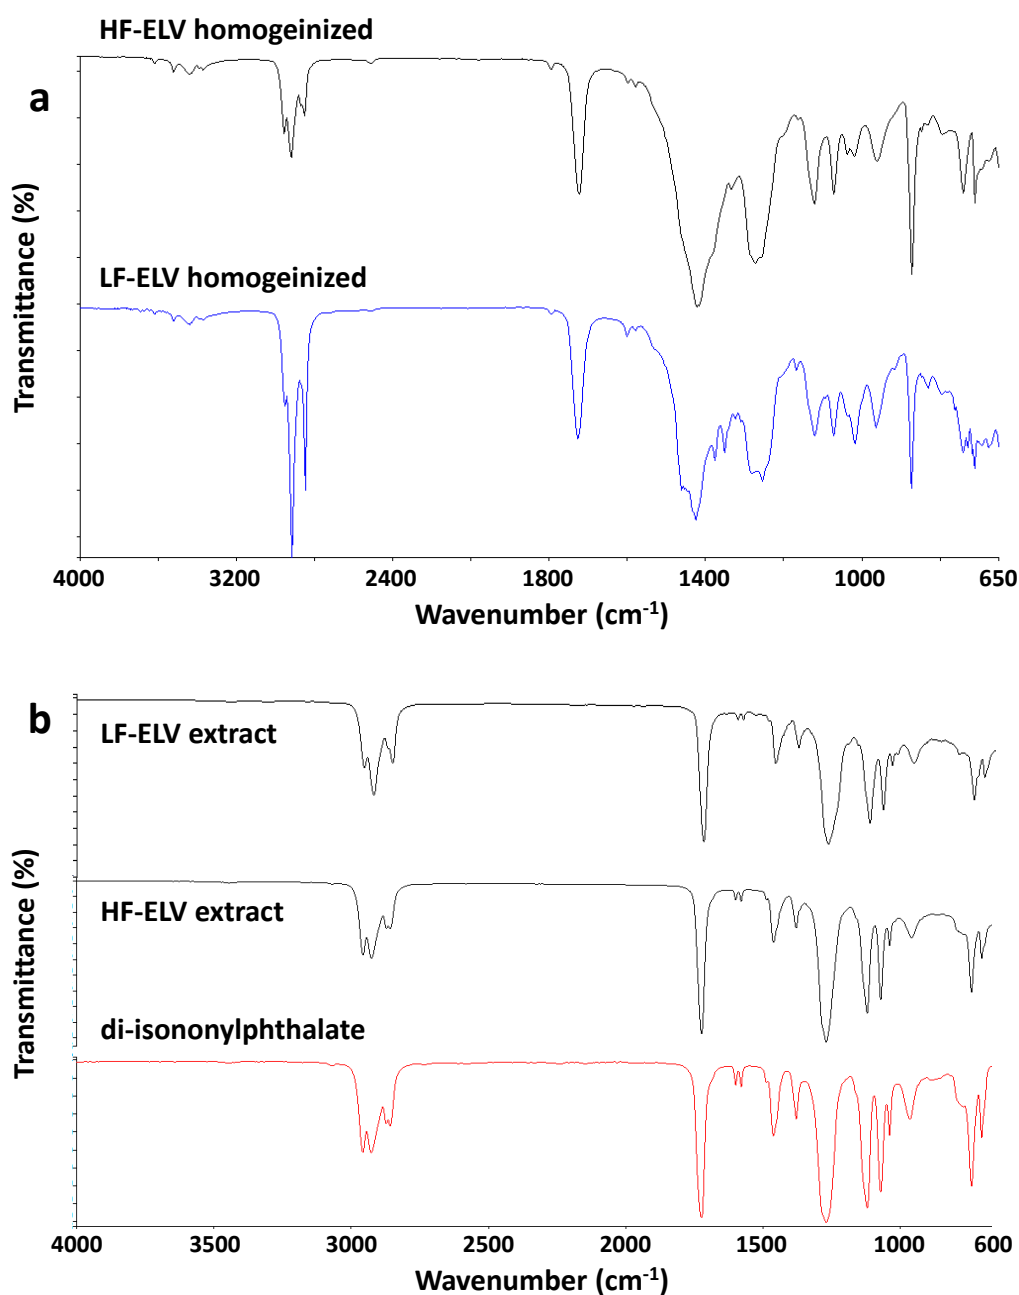 HF-ELV homogeinized
a
LF-ELV homogeinized
Transmittance (%)
4000 3200 2400 1800 1400 1000 650
Wavenumber (cm-1)
b
LF-ELV extract
HF-ELV extract
di-isononylphthalate
Transmittance (%)
4000 3500 3000 2500 2000 1500 1000 600
Wavenumber (cm-1)